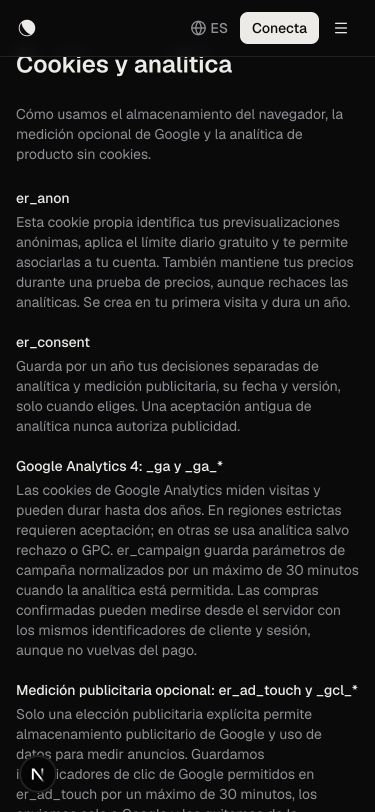 ES
Conecta
Cookies y analítica
Cómo usamos el almacenamiento del navegador, la
medición opcional de Google y la analítica de
producto sin cookies.
er_anon
Esta cookie propia identifica tus previsualizaciones
anónimas, aplica el límite diario gratuito y te permite
asociarlas a tu cuenta. También mantiene tus precios
durante una prueba de precios, aunque rechaces las
analíticas. Se crea en tu primera visita y dura un año.
er_consent
Guarda por un año tus decisiones separadas de
analítica y medición publicitaria, su fecha y versión,
solo cuando eliges. Una aceptación antigua de
analítica nunca autoriza publicidad.
Google Analytics 4: _ga y _ga_*
Las cookies de Google Analytics miden visitas y
pueden durar hasta dos años. En regiones estrictas
requieren aceptación; en otras se usa analítica salvo
rechazo o GPC. er_campaign guarda parámetros de
campaña normalizados por un máximo de 30 minutos
cuando la analítica está permitida. Las compras
confirmadas pueden medirse desde el servidor con
los mismos identificadores de cliente y sesión,
aunque no vuelvas del pago.
Medición publicitaria opcional: er_ad_touch y _gcl_*
Solo una elección publicitaria explícita permite
almacenamiento publicitario de Google y uso de
datos para medir anuncios. Guardamos
N
de clic de Google permitidos en
er_ad_touch por un máximo de 30 minutos, los